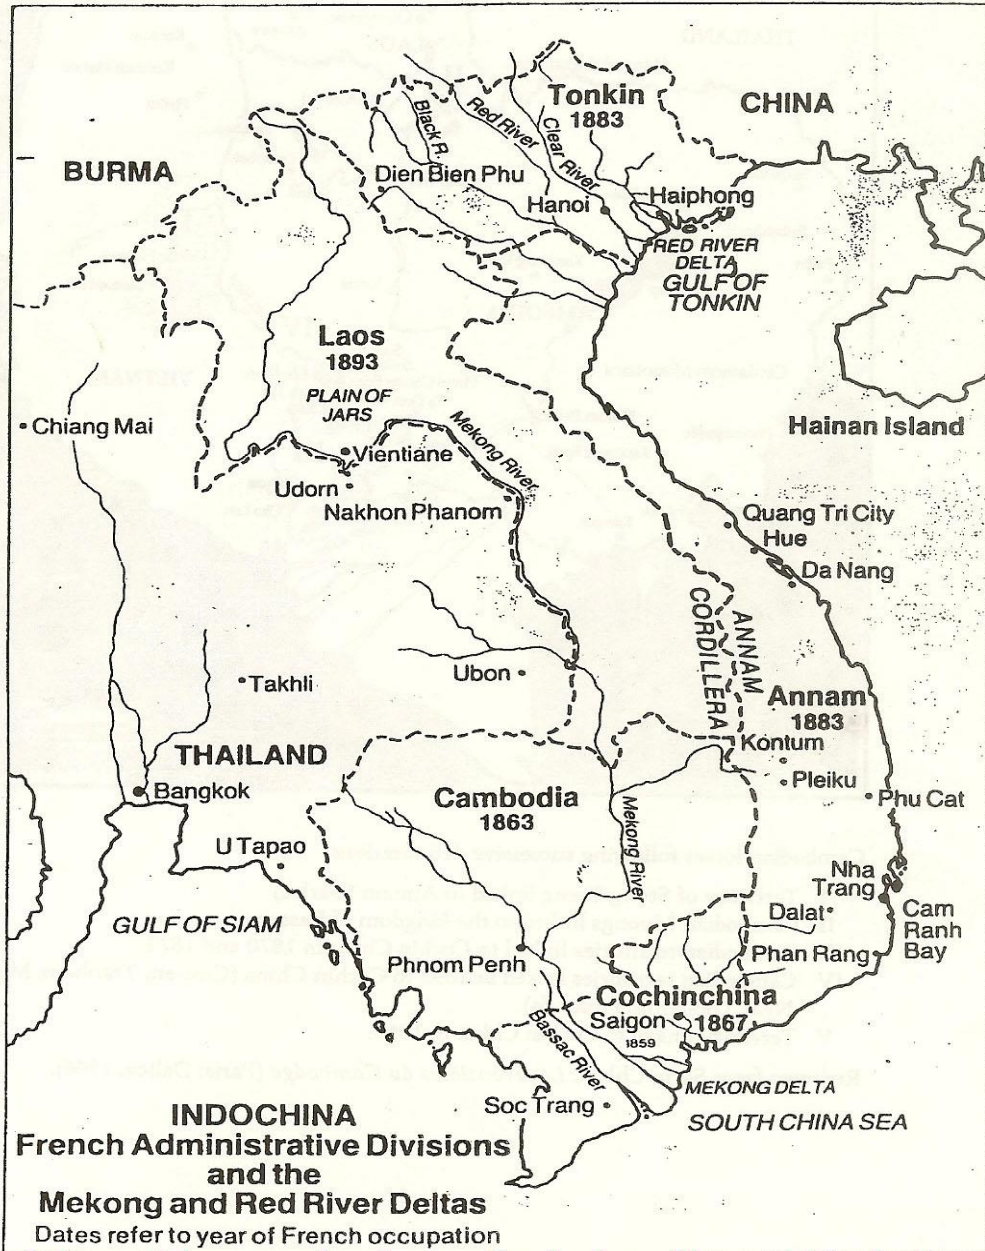 Tonkin
1883
CHINA
BURMA
Black R.
Red River
Clear River
Dien Bien Phu
Hanoi
Haiphong
RED RIVER
DELTA
GULF OF
TONKIN
Laos
1893
PLAIN OF
JARS
Chiang Mai
Mekong River
Hainan Island
Vientiane
Udorn
Nakhon Phanom
Quang Tri City
Hue
Da Nang
ANNAM
CORDILLERA
Ubon
Takhli
Annam
1883
THAILAND
Kontum
Bangkok
Pleiku
Cambodia
1863
Mekong River
Phu Cat
U Tapao
Nha
Trang
GULF OF SIAM
Dalat
Cam
Ranh
Bay
Phnom Penh
Phan Rang
Cochinchina
1867
Saigon
1859
Bassac River
MEKONG DELTA
Soc Trang
SOUTH CHINA SEA
INDOCHINA
French Administrative Divisions
and the
Mekong and Red River Deltas
Dates refer to year of French occupation